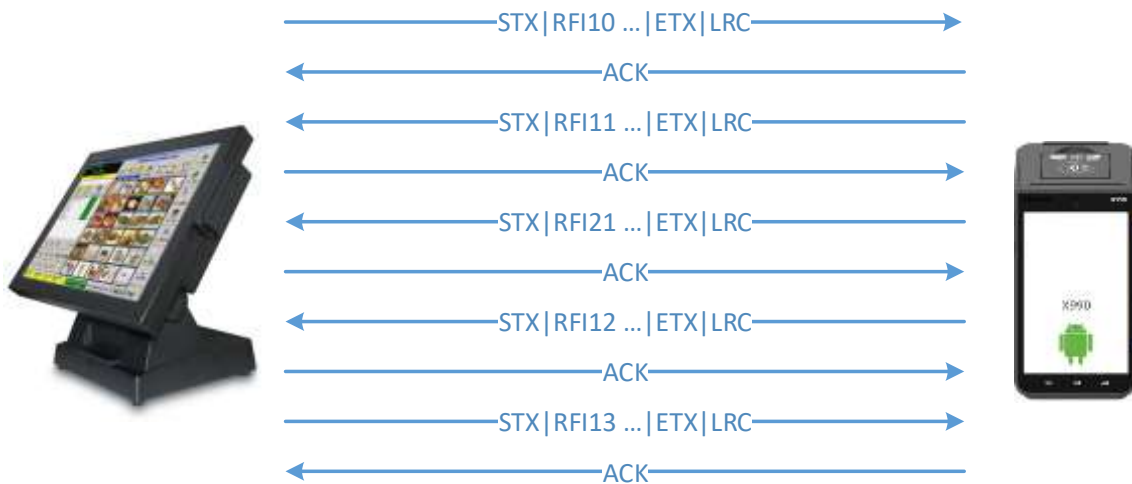 STX|RFI10 ...|ETX|LRC
ACK
STX|RFI11 ...|ETX|LRC
ACK
STX|RFI21 ...|ETX|LRC
ACK
STX|RFI12 ...|ETX|LRC
ACK
STX|RFI13 ...|ETX|LRC
ACK
X990